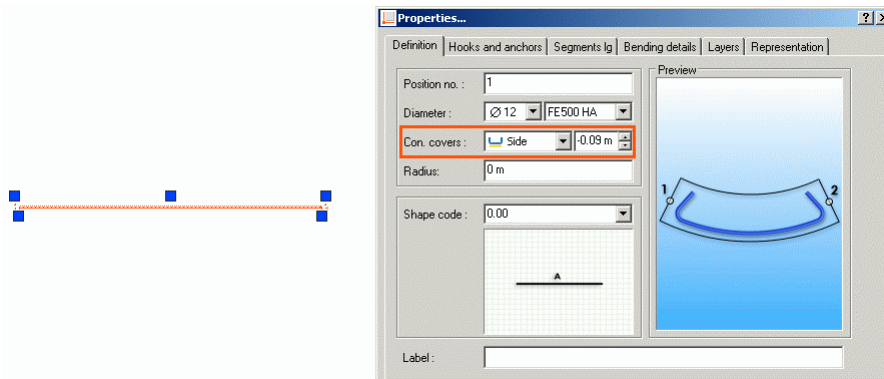 Properties...
Definition Hooks and anchors Segments lg Bending details Layers Representation
Position no. : 1
Diameter : Ø 12 FE500 HA
Con. covers : Side -0.09 m
Radius: 0 m
Shape code : 0.00
A
Label :
Preview
1 2